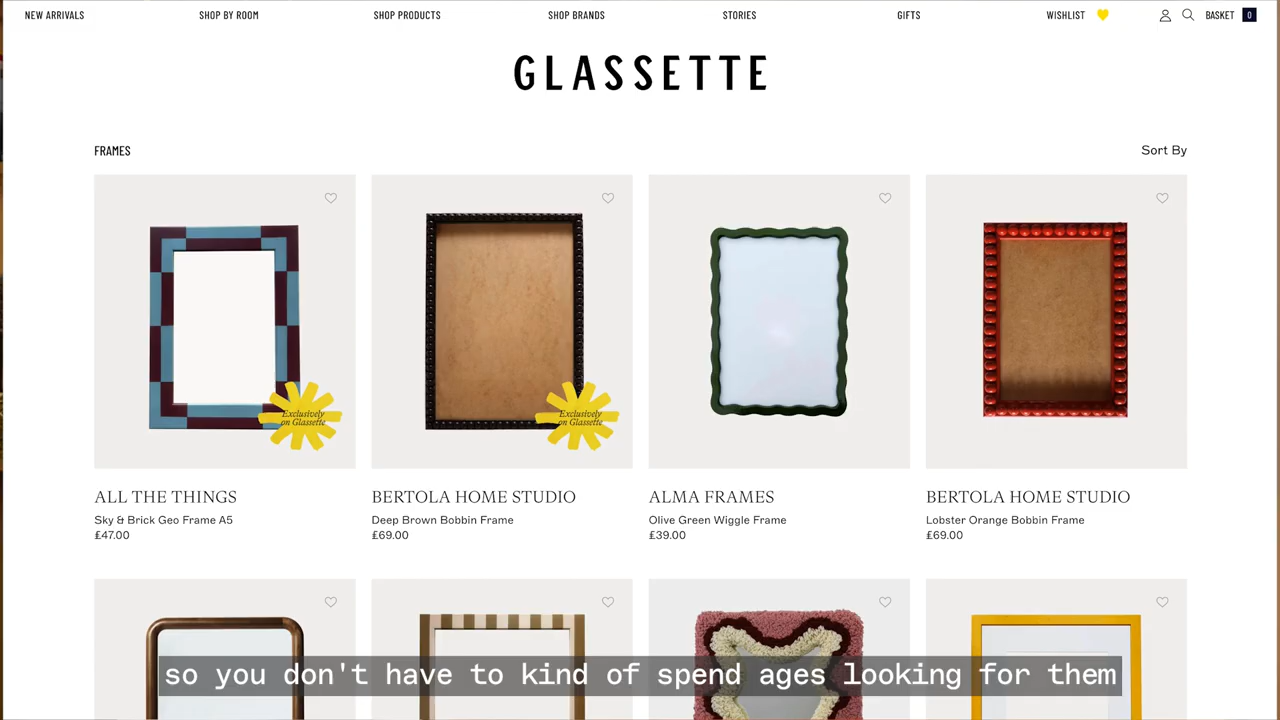 NEW ARRIVALS SHOP BY ROOM SHOP PRODUCTS SHOP BRANDS STORIES GIFTS WISHLIST BASKET 0
GLASSETTE
FRAMES Sort By
Exclusively
on Glassette
Exclusively
on Glassette
ALL THE THINGS
Sky & Brick Geo Frame A5
£47.00
BERTOLA HOME STUDIO
Deep Brown Bobbin Frame
£69.00
ALMA FRAMES
Olive Green Wiggle Frame
£39.00
BERTOLA HOME STUDIO
Lobster Orange Bobbin Frame
£69.00
so you don't have to kind of spend ages looking for them